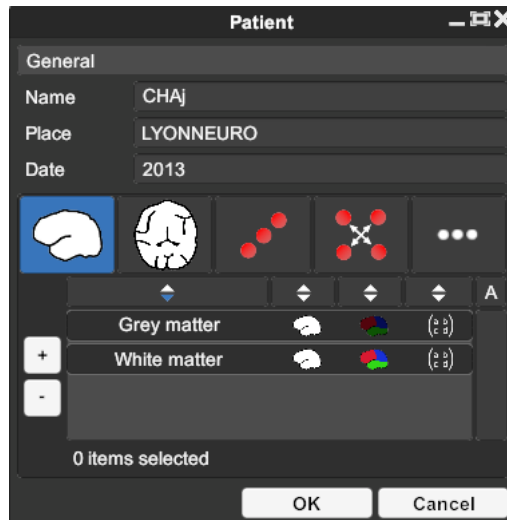 Patient
General
Name CHAj
Place LYONNEURO
Date 2013
A
Grey matter (a b c d)
+ White matter (a b c d)
-
0 items selected
OK Cancel